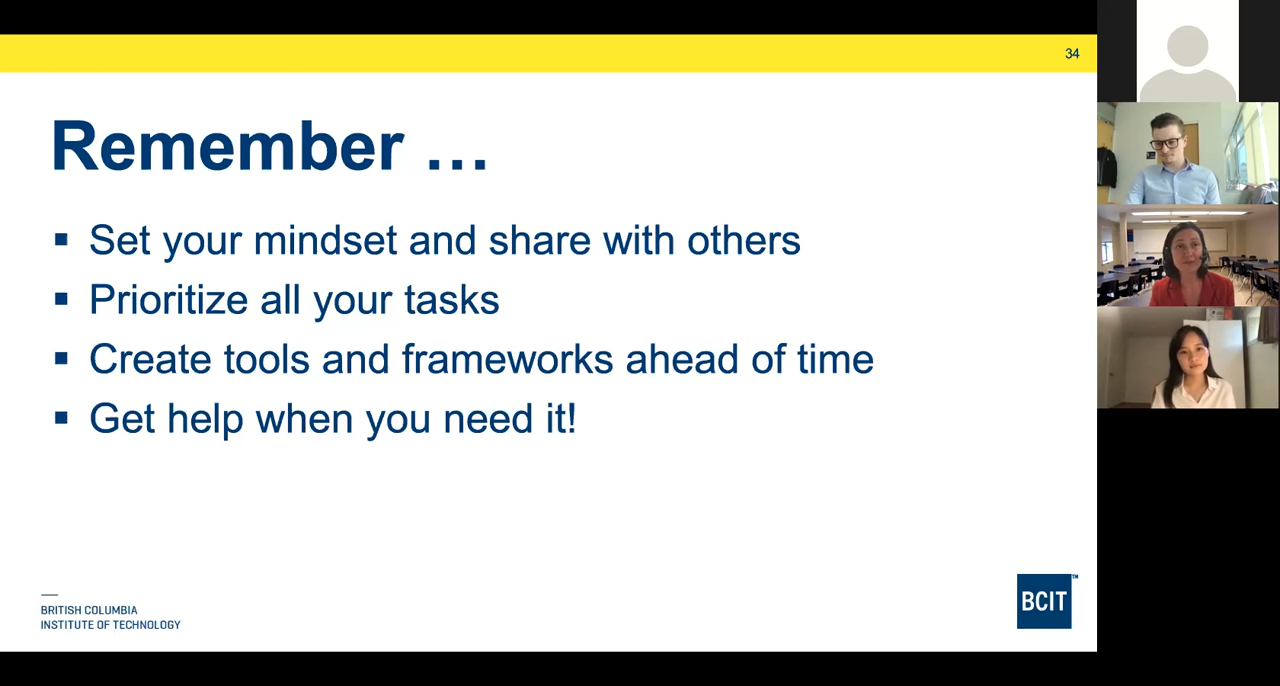 34
Remember …
▪ Set your mindset and share with others
▪ Prioritize all your tasks
▪ Create tools and frameworks ahead of time
▪ Get help when you need it!
BRITISH COLUMBIA
INSTITUTE OF TECHNOLOGY
BCIT™